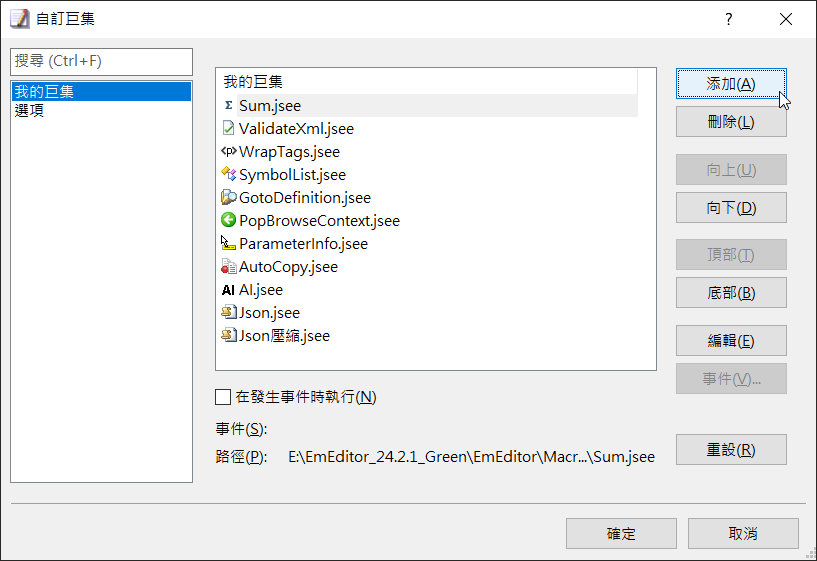 自訂巨集
?
搜尋 (Ctrl+F)
我的巨集
選項
我的巨集
Σ Sum.jsee
ValidateXml.jsee
<p> WrapTags.jsee
SymbolList.jsee
GotoDefinition.jsee
PopBrowseContext.jsee
ParameterInfo.jsee
AutoCopy.jsee
AI AI.jsee
Json.jsee
Json壓縮.jsee
在發生事件時執行(N)
事件(S):
路徑(P): E:\EmEditor_24.2.1_Green\EmEditor\Macr...\Sum.jsee
添加(A)
刪除(L)
向上(U)
向下(D)
頂部(T)
底部(B)
編輯(E)
事件(V)...
重設(R)
確定
取消